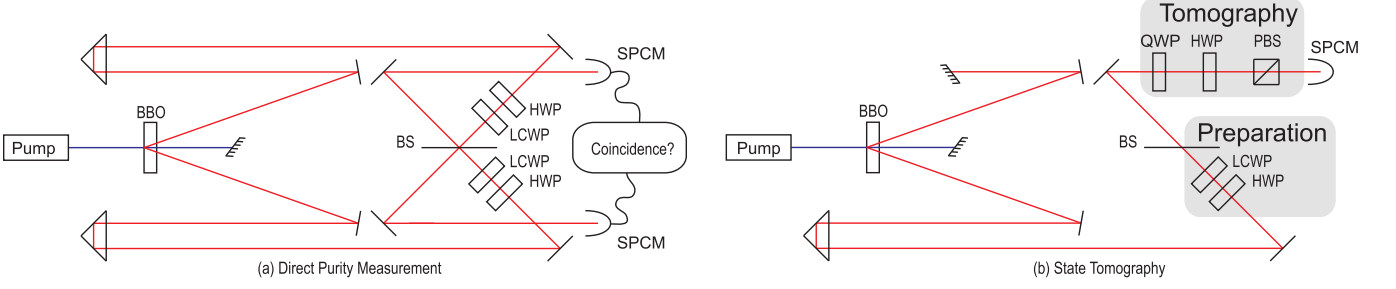 SPCM
BBO
HWP
LCWP
Pump
BS
Coincidence?
LCWP
HWP
SPCM
(a) Direct Purity Measurement
Tomography
QWP HWP PBS
SPCM
BBO
Preparation
Pump
BS
LCWP
HWP
(b) State Tomography